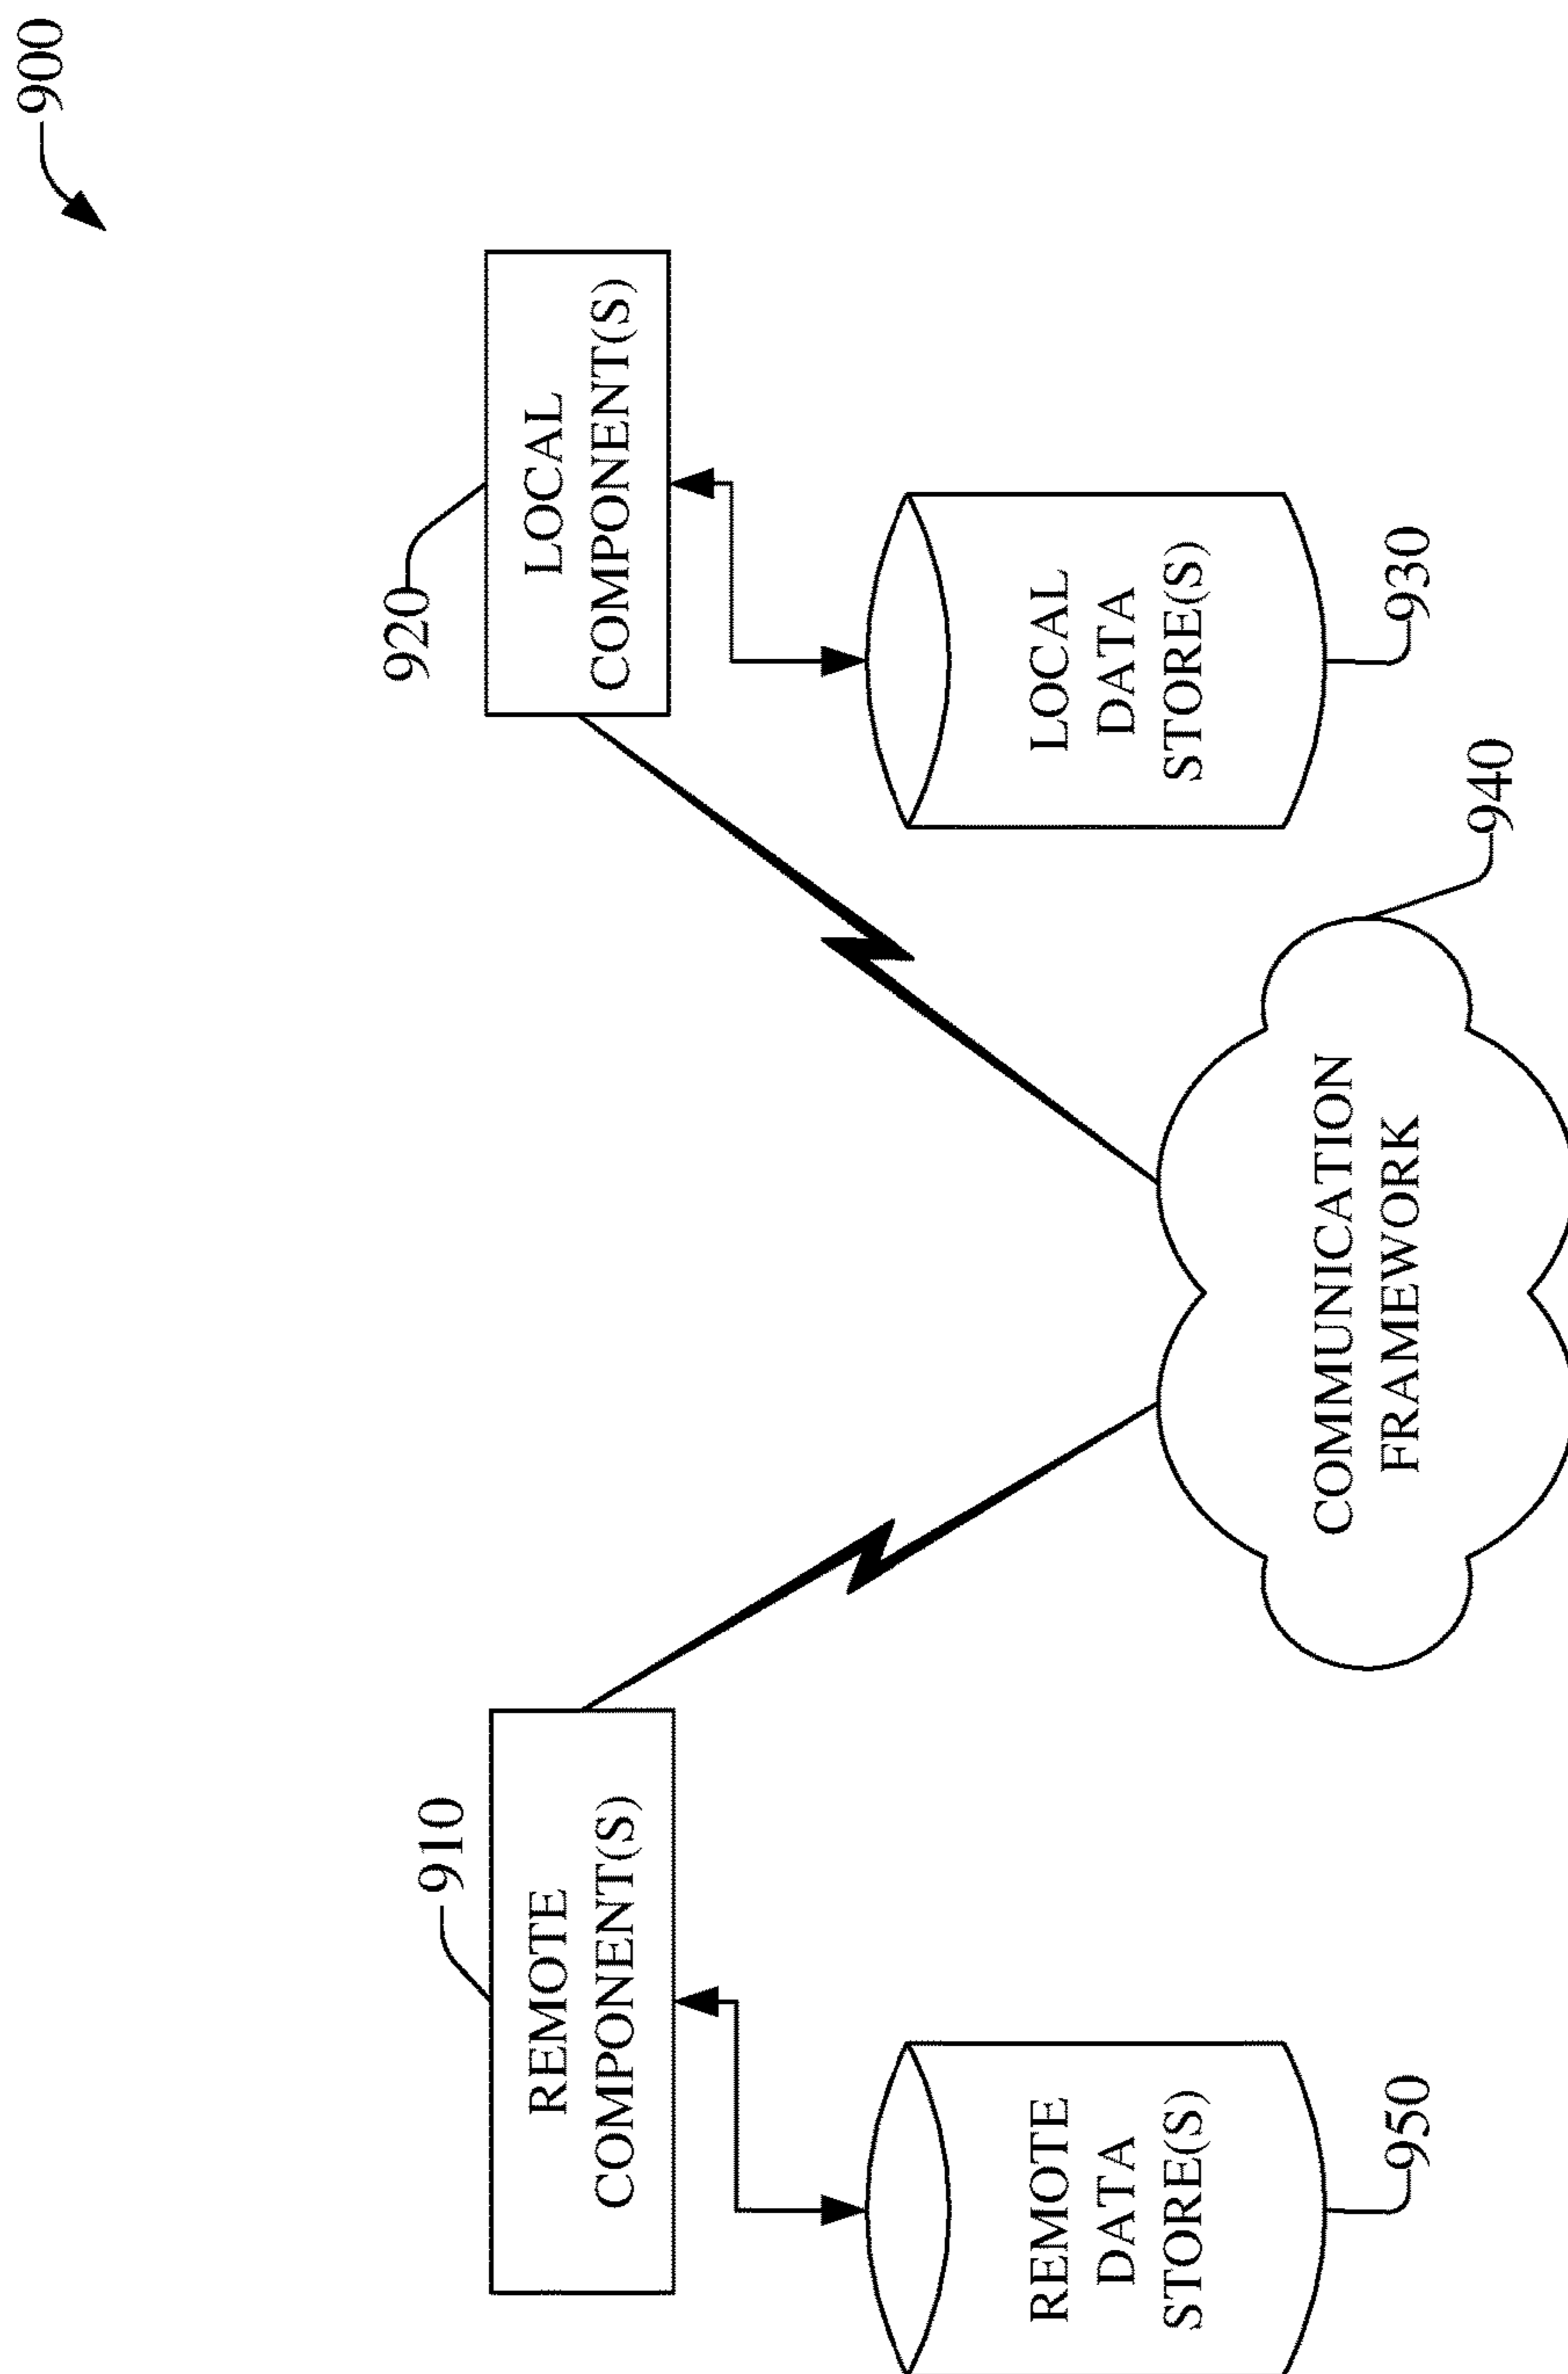 900
910
REMOTE
COMPONENT(S)
920
LOCAL
COMPONENT(S)
REMOTE
DATA
STORE(S)
950
COMMUNICATION
FRAMEWORK
940
LOCAL
DATA
STORE(S)
930